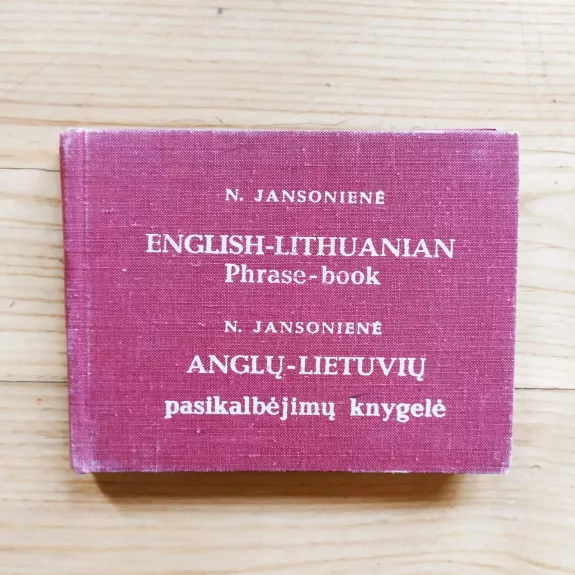 N. JANSONIENĖ
ENGLISH-LITHUANIAN
Phrase-book
N. JANSONIENĖ
ANGLŲ-LIETUVIŲ
pasikalbėjimų knygelė